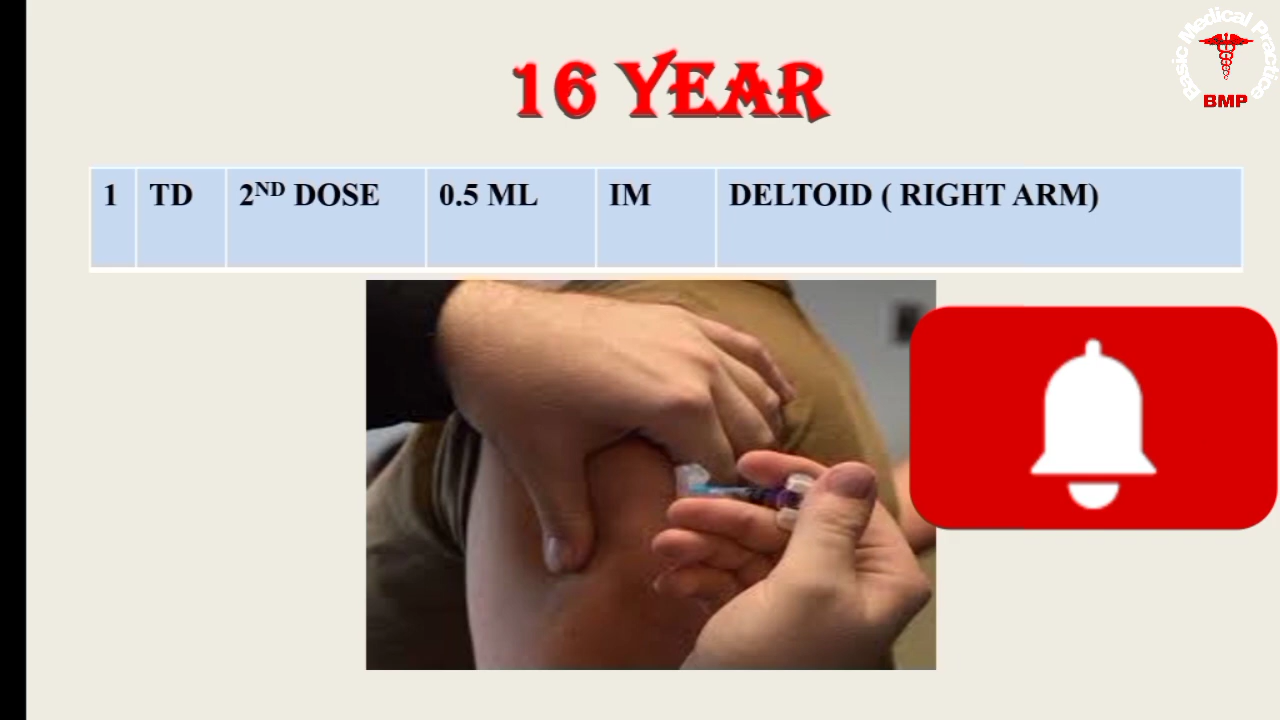 Basic Medical Practice
BMP
16 YEAR
1 TD 2ND DOSE 0.5 ML IM DELTOID ( RIGHT ARM)